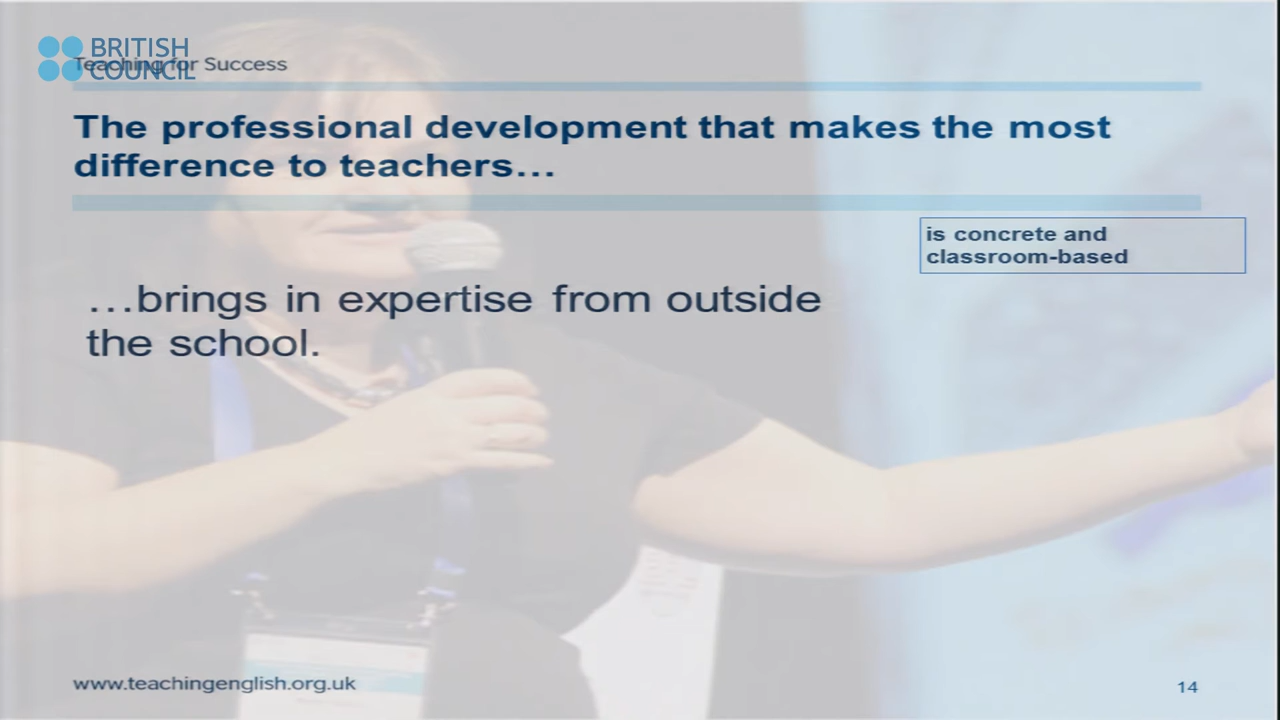 BRITISH
COUNCIL
Teaching for Success
The professional development that makes the most
difference to teachers…
is concrete and
classroom-based
…brings in expertise from outside
the school.
www.teachingenglish.org.uk
14